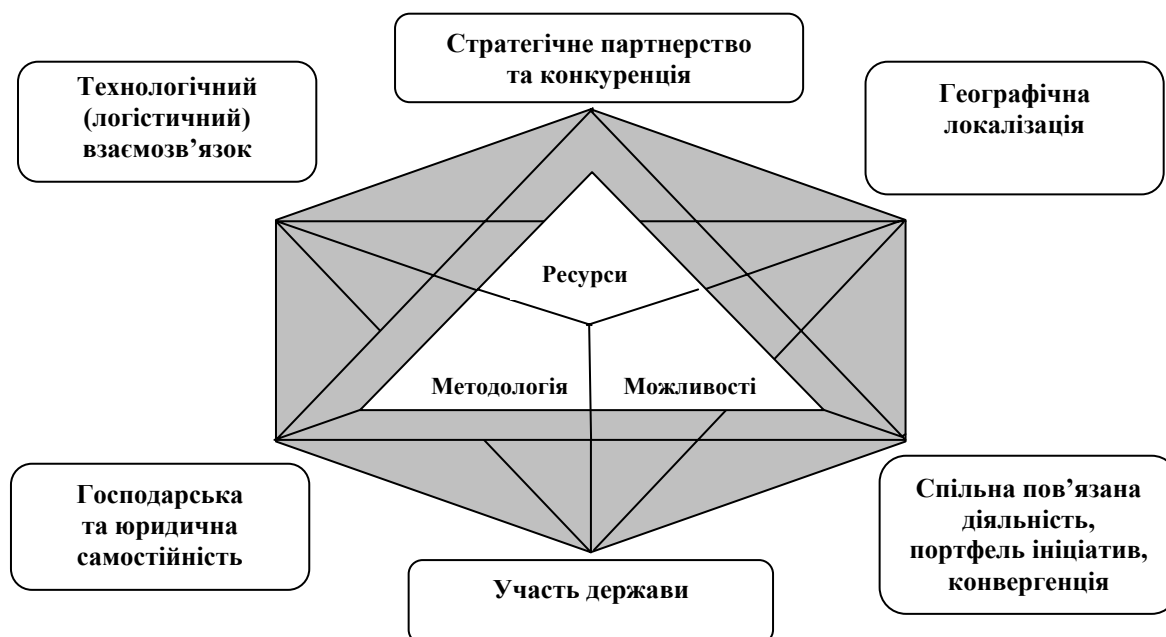 Стратегічне партнерство
та конкуренція
Технологічний
(логістичний)
взаємозв’язок
Географічна
локалізація
Ресурси
Методологія
Можливості
Господарська
та юридична
самостійність
Участь держави
Спільна пов’язана
діяльність,
портфель ініціатив,
конвергенція